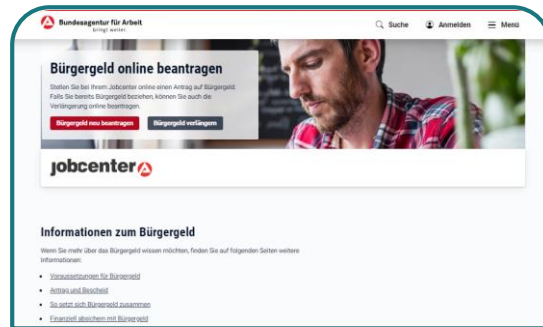 Bundesagentur für Arbeit
bringt weiter.
Suche
Anmelden
Menü
Bürgergeld online beantragen
Stellen Sie bei Ihrem Jobcenter online einen Antrag auf Bürgergeld.
Falls Sie bereits Bürgergeld beziehen, können Sie auch die
Verlängerung online beantragen.
Bürgergeld neu beantragen
Bürgergeld verlängern
jobcenter
Informationen zum Bürgergeld
Wenn Sie mehr über das Bürgergeld wissen möchten, finden Sie auf folgenden Seiten weitere
Informationen:
Voraussetzungen für Bürgergeld
Antrag und Bescheid
So setzt sich Bürgergeld zusammen
Finanziell absichern mit Bürgergeld